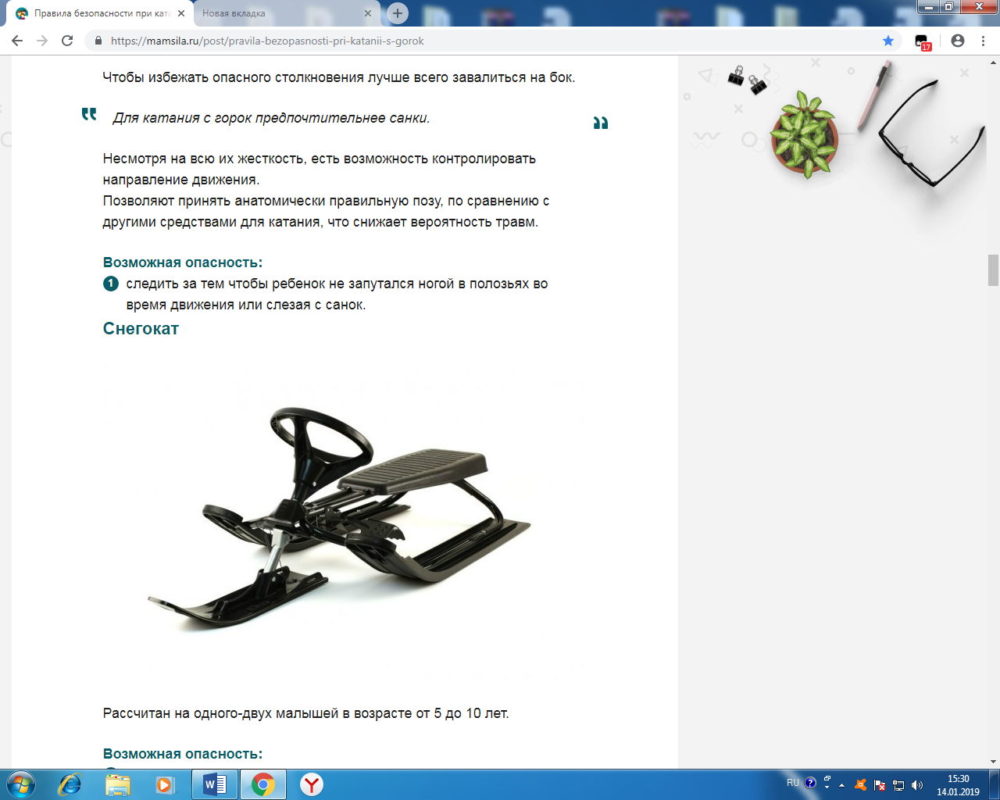 Правила безопасности при ката
Новая вкладка
https://mamsila.ru/post/pravila-bezopasnosti-pri-katanii-s-gorok
17
Чтобы избежать опасного столкновения лучше всего завалиться на бок.
Для катания с горок предпочтительнее санки.
Несмотря на всю их жесткость, есть возможность контролировать
направление движения.
Позволяют принять анатомически правильную позу, по сравнению с
другими средствами для катания, что снижает вероятность травм.
Возможная опасность:
1 следить за тем чтобы ребенок не запутался ногой в полозьях во
время движения или слезая с санок.
Снегокат
Рассчитан на одного-двух малышей в возрасте от 5 до 10 лет.
Возможная опасность:
RU
15:30
14.01.2019